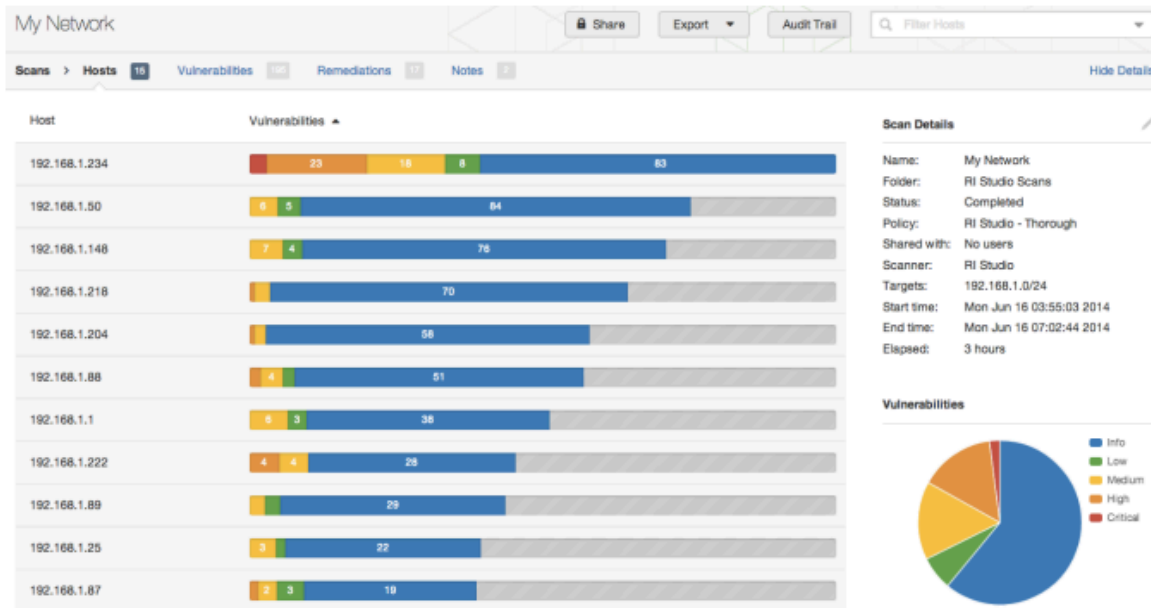 My Network
Share
Export
Audit Trail
Filter Hosts
Scans > Hosts
Vulnerabilities
Remediations
Notes
Hide Details
Host
Vulnerabilities
192.168.1.234
23 18 8 83
192.168.1.50
6 5 84
192.168.1.148
7 4 76
192.168.1.218
70
192.168.1.204
58
192.168.1.88
4 51
192.168.1.1
6 3 38
192.168.1.222
4 4 28
192.168.1.89
29
192.168.1.25
3 22
192.168.1.87
2 3 19
Scan Details
Name: My Network
Folder: RI Studio Scans
Status: Completed
Policy: RI Studio - Thorough
Shared with: No users
Scanner: RI Studio
Targets: 192.168.1.0/24
Start time: Mon Jun 16 03:55:03 2014
End time: Mon Jun 16 07:02:44 2014
Elapsed: 3 hours
Vulnerabilities
Info
Low
Medium
High
Critical